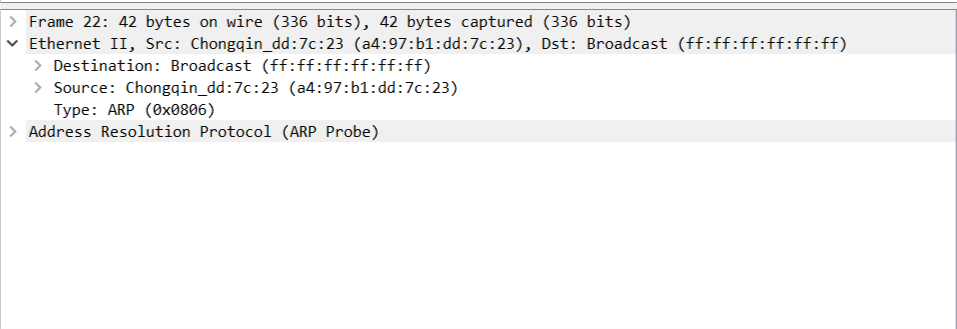 Frame 22: 42 bytes on wire (336 bits), 42 bytes captured (336 bits)
Ethernet II, Src: Chongqin_dd:7c:23 (a4:97:b1:dd:7c:23), Dst: Broadcast (ff:ff:ff:ff:ff:ff)
Destination: Broadcast (ff:ff:ff:ff:ff:ff)
Source: Chongqin_dd:7c:23 (a4:97:b1:dd:7c:23)
Type: ARP (0x0806)
Address Resolution Protocol (ARP Probe)